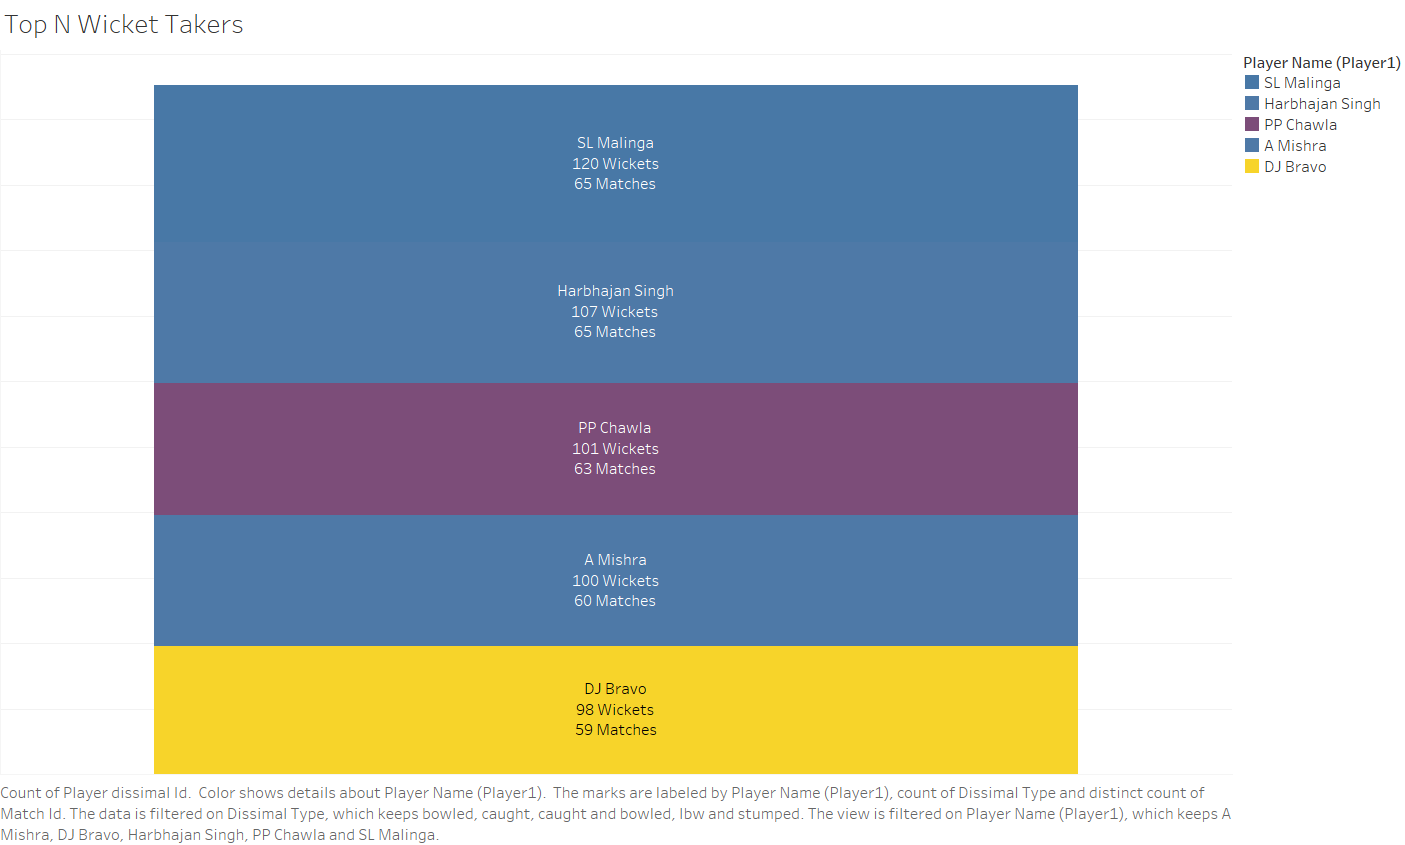 Top N Wicket Takers
Player Name (Player1)
SL Malinga
Harbhajan Singh
PP Chawla
A Mishra
DJ Bravo
SL Malinga
120 Wickets
65 Matches
Harbhajan Singh
107 Wickets
65 Matches
PP Chawla
101 Wickets
63 Matches
A Mishra
100 Wickets
60 Matches
DJ Bravo
98 Wickets
59 Matches
Count of Player dissimal Id.  Color shows details about Player Name (Player1).  The marks are labeled by Player Name (Player1), count of Dissimal Type and distinct count of
Match Id. The data is filtered on Dissimal Type, which keeps bowled, caught, caught and bowled, lbw and stumped. The view is filtered on Player Name (Player1), which keeps A
Mishra, DJ Bravo, Harbhajan Singh, PP Chawla and SL Malinga.